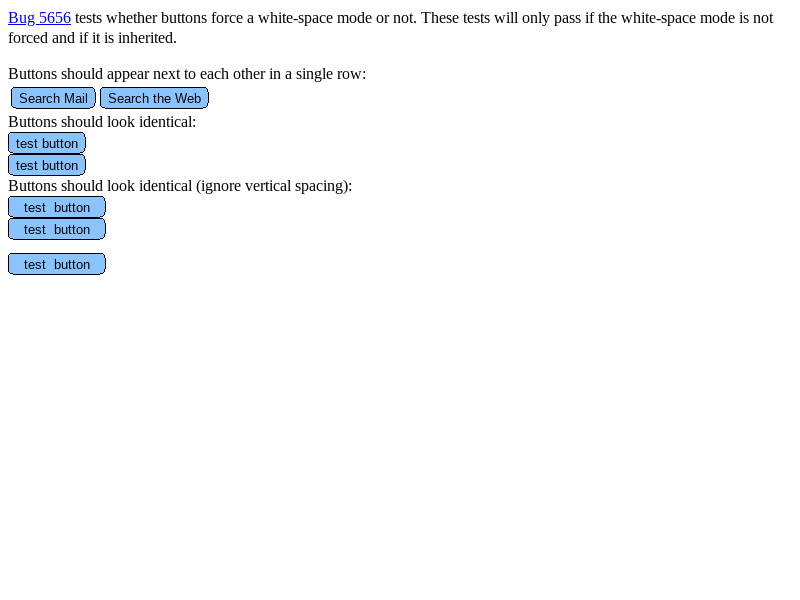 Bug 5656 tests whether buttons force a white-space mode or not. These tests will only pass if the white-space mode is not
forced and if it is inherited.
Buttons should appear next to each other in a single row:
Search Mail Search the Web
Buttons should look identical:
test button
test button
Buttons should look identical (ignore vertical spacing):
test  button
test  button
test  button